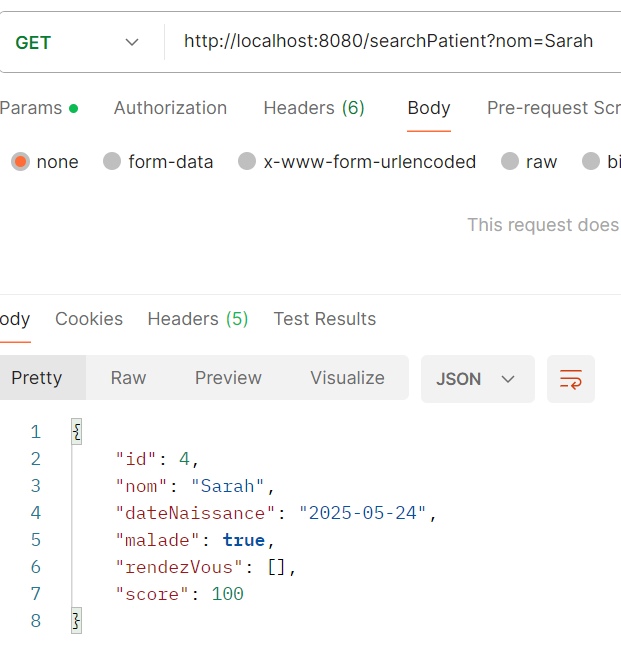 GET http://localhost:8080/searchPatient?nom=Sarah
Params Authorization Headers (6) Body Pre-request Scr
none form-data x-www-form-urlencoded raw bi
This request does
ody Cookies Headers (5) Test Results
Pretty Raw Preview Visualize JSON
1 {
2 "id": 4,
3 "nom": "Sarah",
4 "dateNaissance": "2025-05-24",
5 "malade": true,
6 "rendezVous": [],
7 "score": 100
8 }